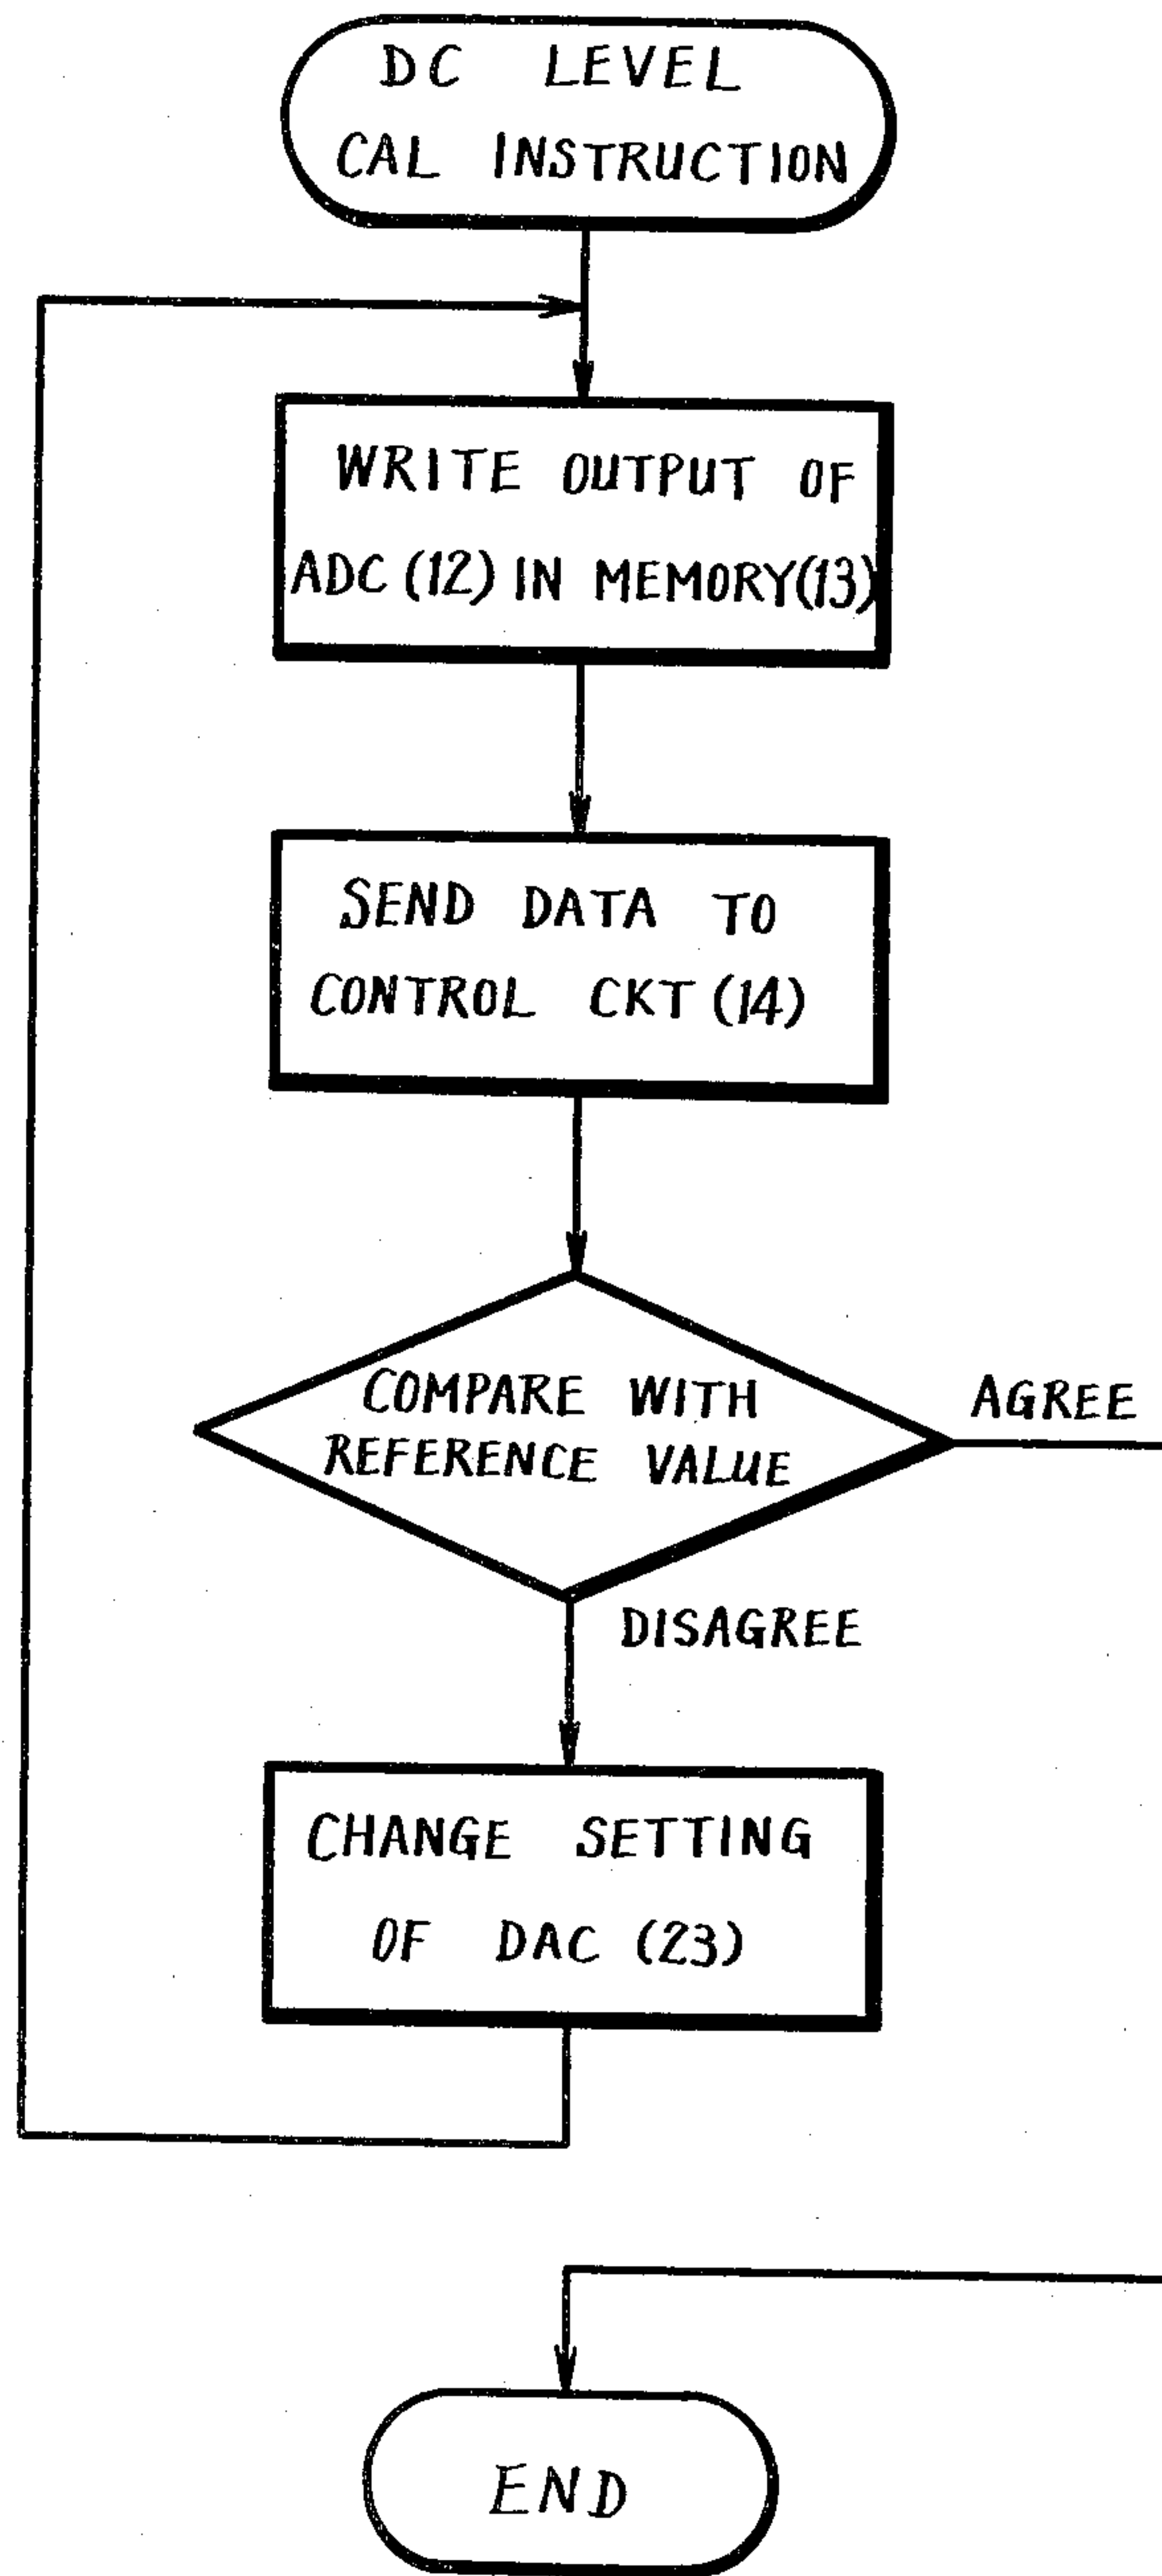 DC LEVEL
CAL INSTRUCTION
WRITE OUTPUT OF
ADC (12) IN MEMORY (13)
SEND DATA TO
CONTROL CKT (14)
COMPARE WITH
REFERENCE VALUE
AGREE
DISAGREE
CHANGE SETTING
OF DAC (23)
END